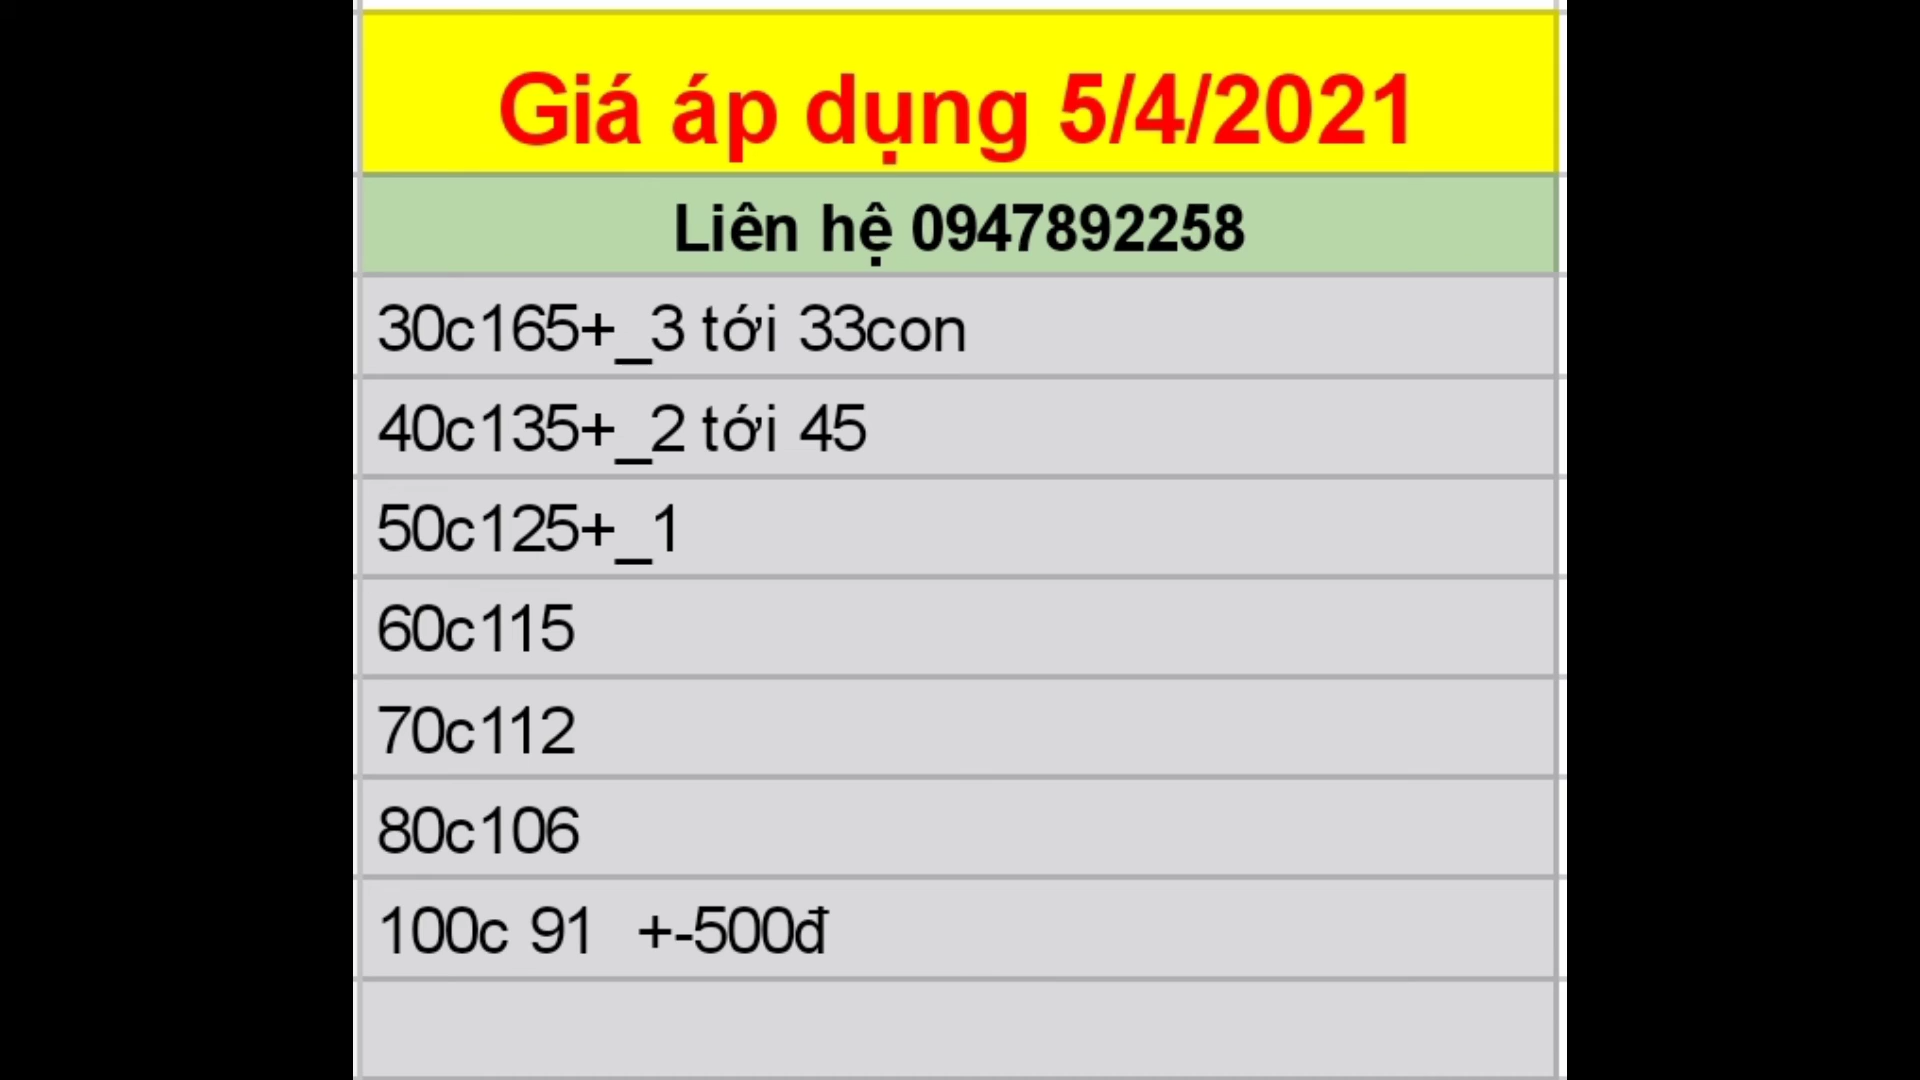 Giá áp dụng 5/4/2021
Liên hệ 0947892258
30c165+_3 tới 33con
40c135+_2 tới 45
50c125+_1
60c115
70c112
80c106
100c 91  +-500đ